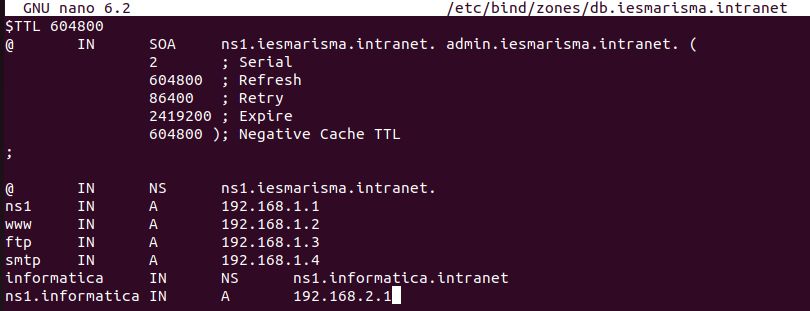 GNU nano 6.2 /etc/bind/zones/db.iesmarisma.intranet
$TTL 604800
@ IN SOA ns1.iesmarisma.intranet. admin.iesmarisma.intranet. (
2 ; Serial
604800 ; Refresh
86400 ; Retry
2419200 ; Expire
604800 ); Negative Cache TTL
;
@ IN NS ns1.iesmarisma.intranet.
ns1 IN A 192.168.1.1
www IN A 192.168.1.2
ftp IN A 192.168.1.3
smtp IN A 192.168.1.4
informatica IN NS ns1.informatica.intranet
ns1.informatica IN A 192.168.2.1